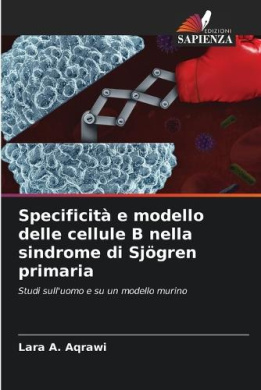 EDIZIONI
SAPIENZA
Specificità e modello
delle cellule B nella
sindrome di Sjögren
primaria
Studi sull'uomo e su un modello murino
Lara A. Aqrawi